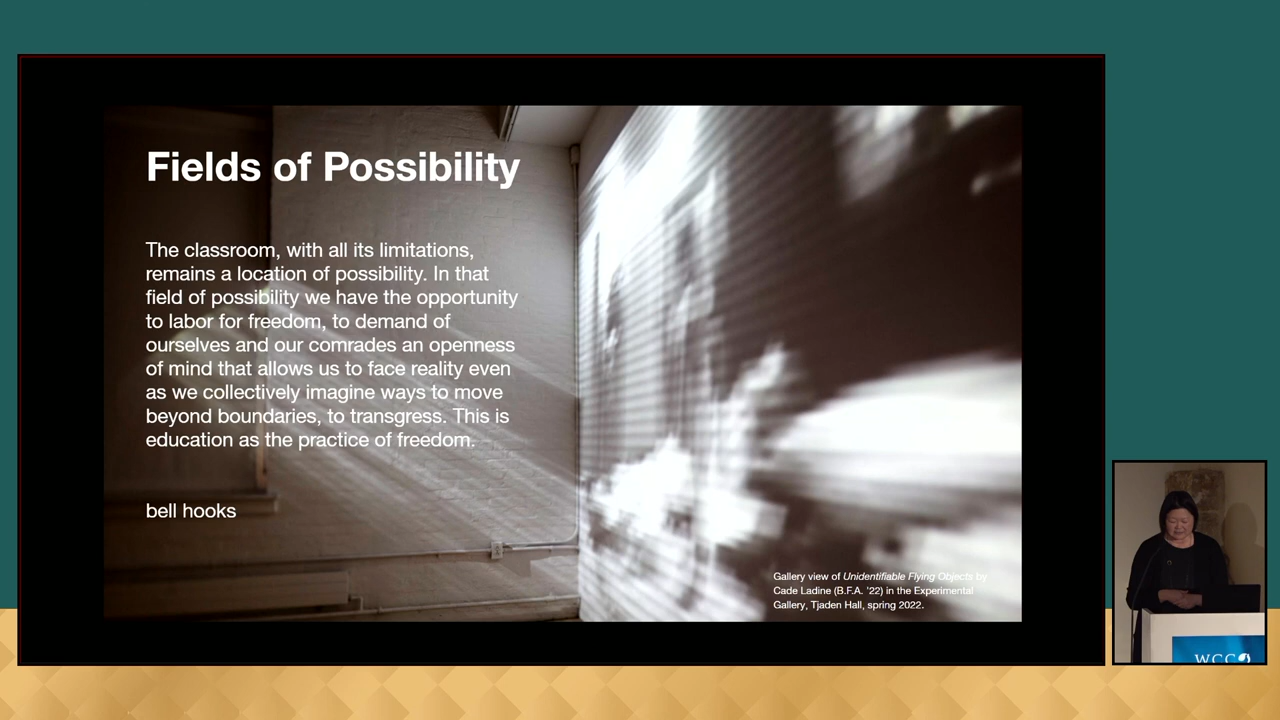 Fields of Possibility
The classroom, with all its limitations,
remains a location of possibility. In that
field of possibility we have the opportunity
to labor for freedom, to demand of
ourselves and our comrades an openness
of mind that allows us to face reality even
as we collectively imagine ways to move
beyond boundaries, to transgress. This is
education as the practice of freedom.
bell hooks
Gallery view of Unidentifiable Flying Objects by
Cade Ladine (B.F.A. ’22) in the Experimental
Gallery, Tjaden Hall, spring 2022.
WCC